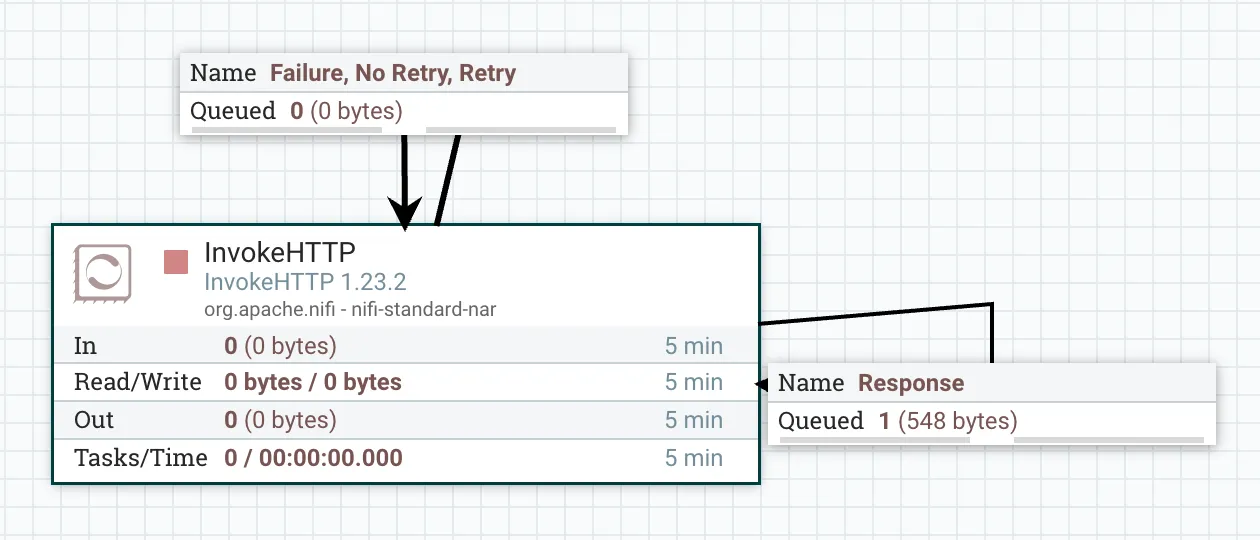 Name Failure, No Retry, Retry
Queued 0 (0 bytes)
InvokeHTTP
InvokeHTTP 1.23.2
org.apache.nifi - nifi-standard-nar
In 0 (0 bytes) 5 min
Read/Write 0 bytes / 0 bytes 5 min
Out 0 (0 bytes) 5 min
Tasks/Time 0 / 00:00:00.000 5 min
Name Response
Queued 1 (548 bytes)